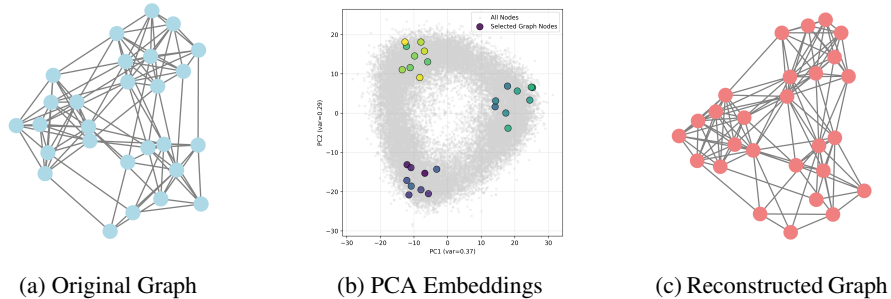 All Nodes
Selected Graph Nodes
30
20
10
0
−10
−20
−30
PC2 (var=0.29)
−30 −20 −10 0 10 20 30
PC1 (var=0.37)
(a) Original Graph (b) PCA Embeddings (c) Reconstructed Graph